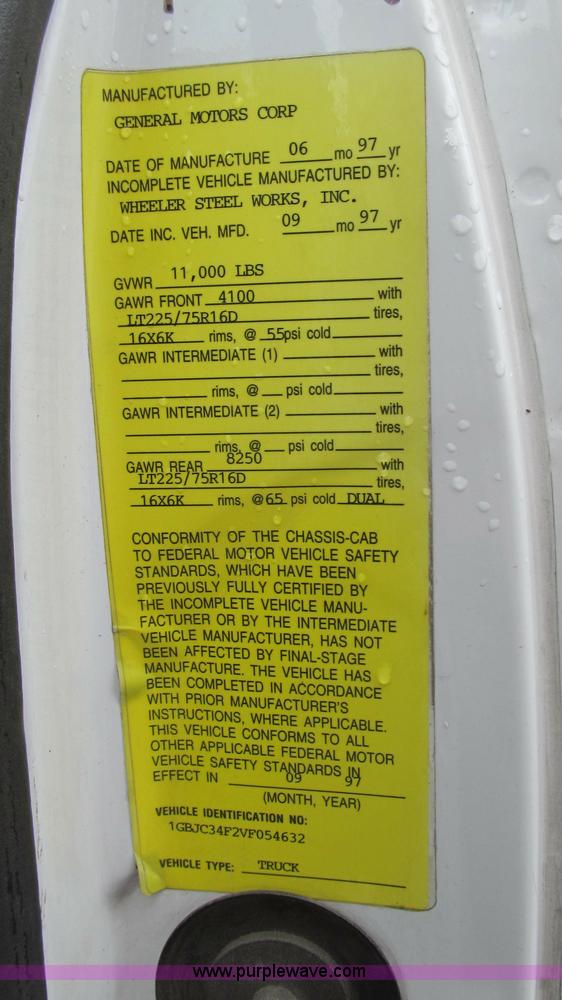 MANUFACTURED BY:
GENERAL MOTORS CORP
DATE OF MANUFACTURE 06 mo 97 yr
INCOMPLETE VEHICLE MANUFACTURED BY:
WHEELER STEEL WORKS, INC.
DATE INC. VEH. MFD. 09 mo 97 yr
GVWR 11,000 LBS
GAWR FRONT 4100 with
LT225/75R16D tires,
16X6K rims, @ 55psi cold
GAWR INTERMEDIATE (1) with
tires,
rims, @ psi cold
GAWR INTERMEDIATE (2) with
tires,
rims, @ psi cold
GAWR REAR 8250 with
LT225/75R16D tires,
16X6K rims, @65 psi cold DUAL
CONFORMITY OF THE CHASSIS-CAB
TO FEDERAL MOTOR VEHICLE SAFETY
STANDARDS, WHICH HAVE BEEN
PREVIOUSLY FULLY CERTIFIED BY
THE INCOMPLETE VEHICLE MANU-
FACTURER OR BY THE INTERMEDIATE
VEHICLE MANUFACTURER, HAS NOT
BEEN AFFECTED BY FINAL-STAGE
MANUFACTURE. THE VEHICLE HAS
BEEN COMPLETED IN ACCORDANCE
WITH PRIOR MANUFACTURER'S
INSTRUCTIONS, WHERE APPLICABLE.
THIS VEHICLE CONFORMS TO ALL
OTHER APPLICABLE FEDERAL MOTOR
VEHICLE SAFETY STANDARDS IN
EFFECT IN 09 97
(MONTH, YEAR)
VEHICLE IDENTIFICATION NO:
1GBJC34F2VF054632
VEHICLE TYPE: TRUCK
www.purplewave.com